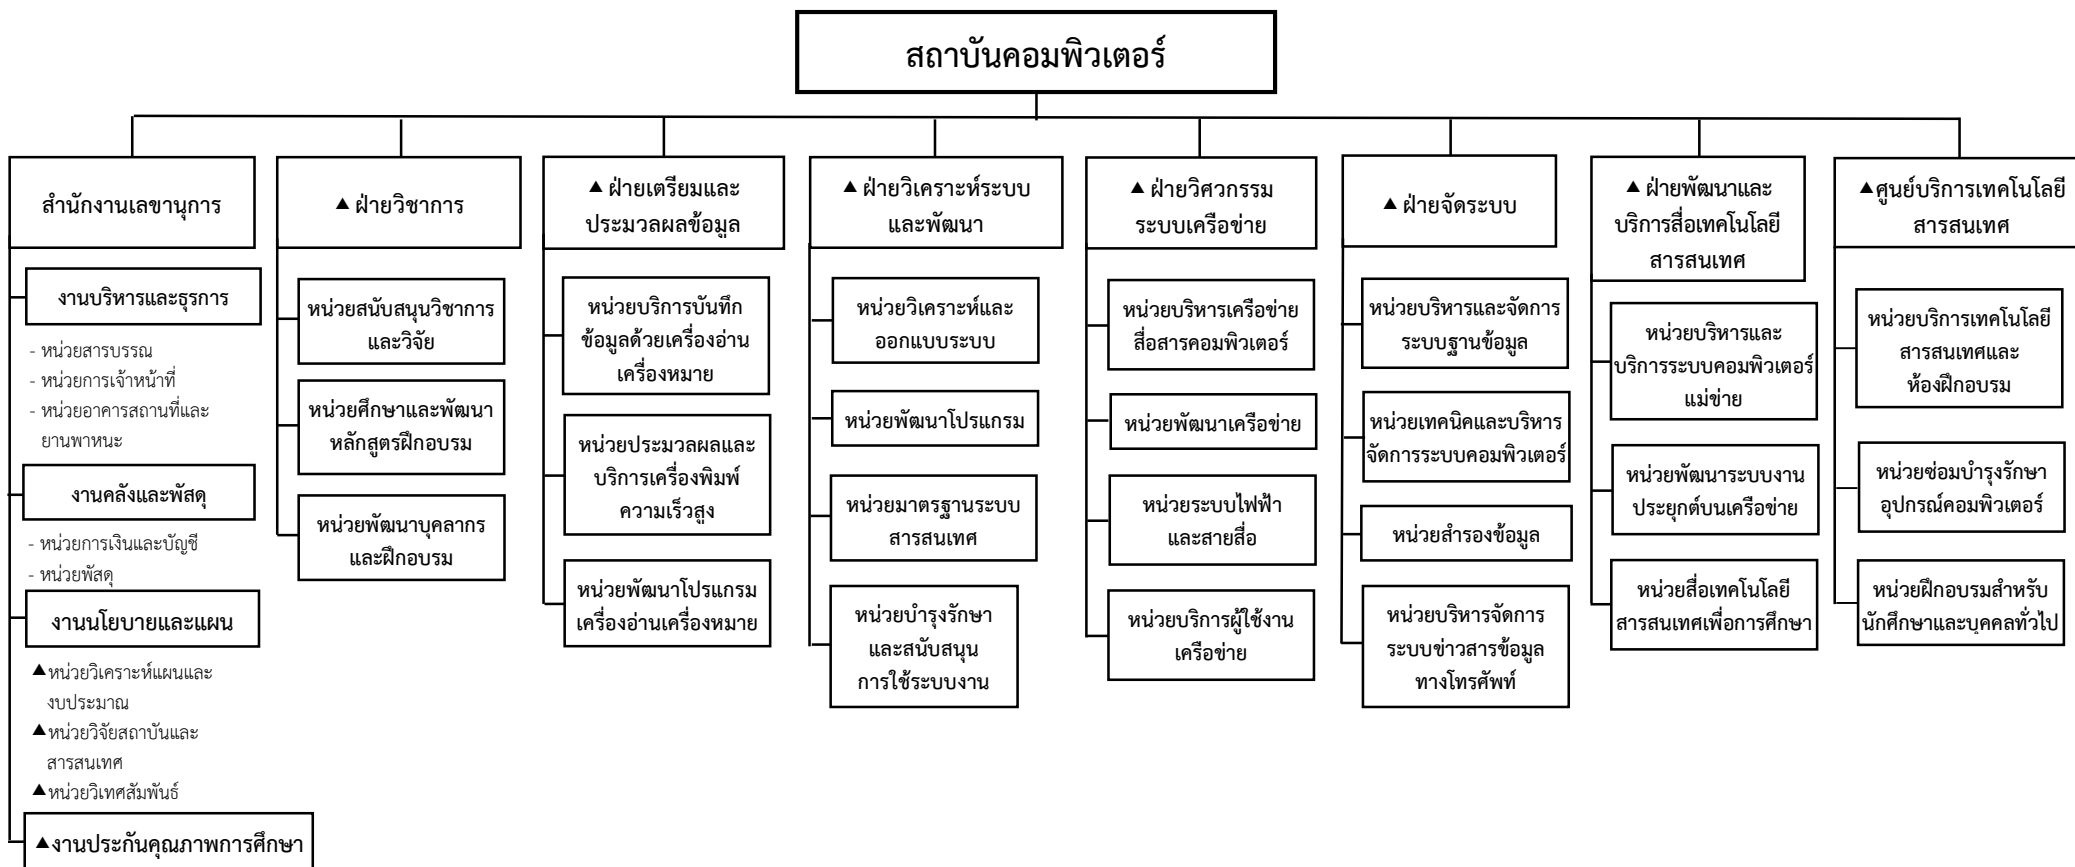 สถาบันคอมพิวเตอร์
สำนักงานเลขานุการ
งานบริหารและธุรการ
- หน่วยสารบรรณ
- หน่วยการเจ้าหน้าที่
- หน่วยอาคารสถานที่และ
ยานพาหนะ
งานคลังและพัสดุ
- หน่วยการเงินและบัญชี
- หน่วยพัสดุ
งานนโยบายและแผน
▲หน่วยวิเคราะห์แผนและ
งบประมาณ
▲หน่วยวิจัยสถาบันและ
สารสนเทศ
▲หน่วยวิเทศสัมพันธ์
▲งานประกันคุณภาพการศึกษา
▲ ฝ่ายวิชาการ
หน่วยสนับสนุนวิชาการ
และวิจัย
หน่วยศึกษาและพัฒนา
หลักสูตรฝึกอบรม
หน่วยพัฒนาบุคลากร
และฝึกอบรม
▲ ฝ่ายเตรียมและ
ประมวลผลข้อมูล
หน่วยบริการบันทึก
ข้อมูลด้วยเครื่องอ่าน
เครื่องหมาย
หน่วยประมวลผลและ
บริการเครื่องพิมพ์
ความเร็วสูง
หน่วยพัฒนาโปรแกรม
เครื่องอ่านเครื่องหมาย
▲ ฝ่ายวิเคราะห์ระบบ
และพัฒนา
หน่วยวิเคราะห์และ
ออกแบบระบบ
หน่วยพัฒนาโปรแกรม
หน่วยมาตรฐานระบบ
สารสนเทศ
หน่วยบำรุงรักษา
และสนับสนุน
การใช้ระบบงาน
▲ ฝ่ายวิศวกรรม
ระบบเครือข่าย
หน่วยบริหารเครือข่าย
สื่อสารคอมพิวเตอร์
หน่วยพัฒนาเครือข่าย
หน่วยระบบไฟฟ้า
และสายสื่อ
หน่วยบริการผู้ใช้งาน
เครือข่าย
▲ ฝ่ายจัดระบบ
หน่วยบริหารและจัดการ
ระบบฐานข้อมูล
หน่วยเทคนิคและบริหาร
จัดการระบบคอมพิวเตอร์
หน่วยสำรองข้อมูล
หน่วยบริหารจัดการ
ระบบข่าวสารข้อมูล
ทางโทรศัพท์
▲ ฝ่ายพัฒนาและ
บริการสื่อเทคโนโลยี
สารสนเทศ
หน่วยบริหารและ
บริการระบบคอมพิวเตอร์
แม่ข่าย
หน่วยพัฒนาระบบงาน
ประยุกต์บนเครือข่าย
หน่วยสื่อเทคโนโลยี
สารสนเทศเพื่อการศึกษา
▲ศูนย์บริการเทคโนโลยี
สารสนเทศ
หน่วยบริการเทคโนโลยี
สารสนเทศและ
ห้องฝึกอบรม
หน่วยซ่อมบำรุงรักษา
อุปกรณ์คอมพิวเตอร์
หน่วยฝึกอบรมสำหรับ
นักศึกษาและบุคคลทั่วไป